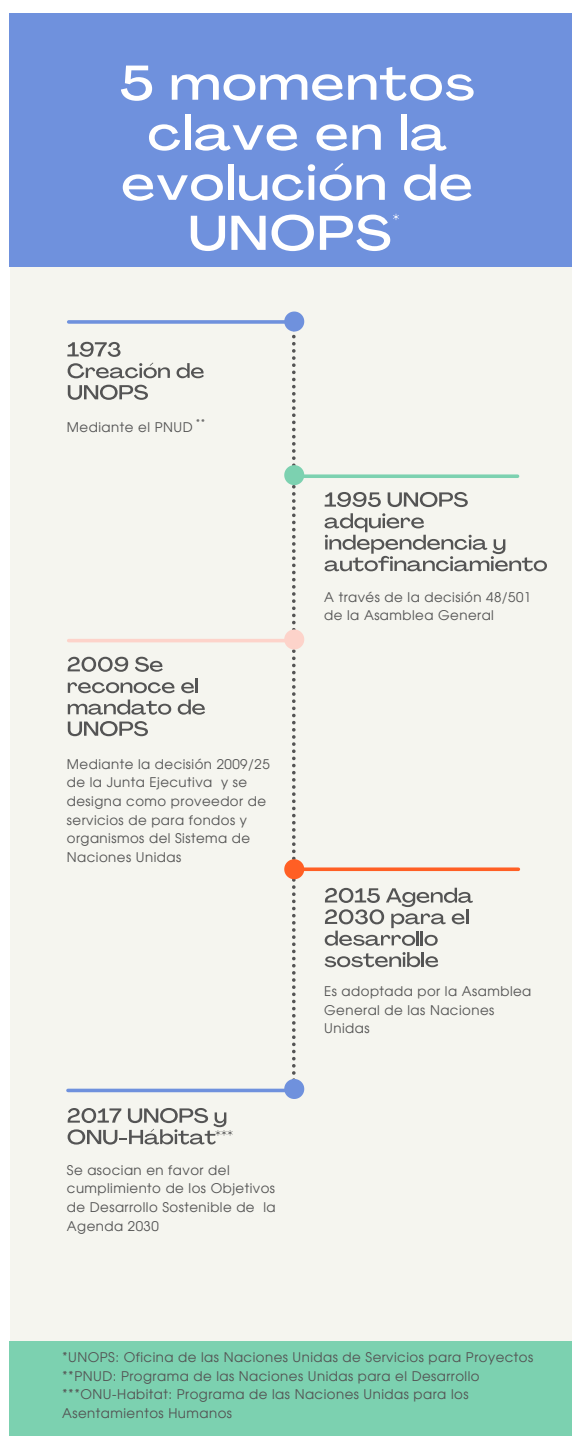 5 momentos
clave en la
evolución de
UNOPS*
1973
Creación de
UNOPS
Mediante el PNUD**
1995 UNOPS
adquiere
independencia y
autofinanciamiento
A través de la decisión 48/501
de la Asamblea General
2009 Se
reconoce el
mandato de
UNOPS
Mediante la decisión 2009/25
de la Junta Ejecutiva y se
designa como proveedor de
servicios de para fondos y
organismos del Sistema de
Naciones Unidas
2015 Agenda
2030 para el
desarrollo
sostenible
Es adoptada por la Asamblea
General de las Naciones
Unidas
2017 UNOPS y
ONU-Hábitat***
Se asocian en favor del
cumplimiento de los Objetivos
de Desarrollo Sostenible de la
Agenda 2030
*UNOPS: Oficina de las Naciones Unidas de Servicios para Proyectos
**PNUD: Programa de las Naciones Unidas para el Desarrollo
***ONU-Habitat: Programa de las Naciones Unidas para los
Asentamientos Humanos